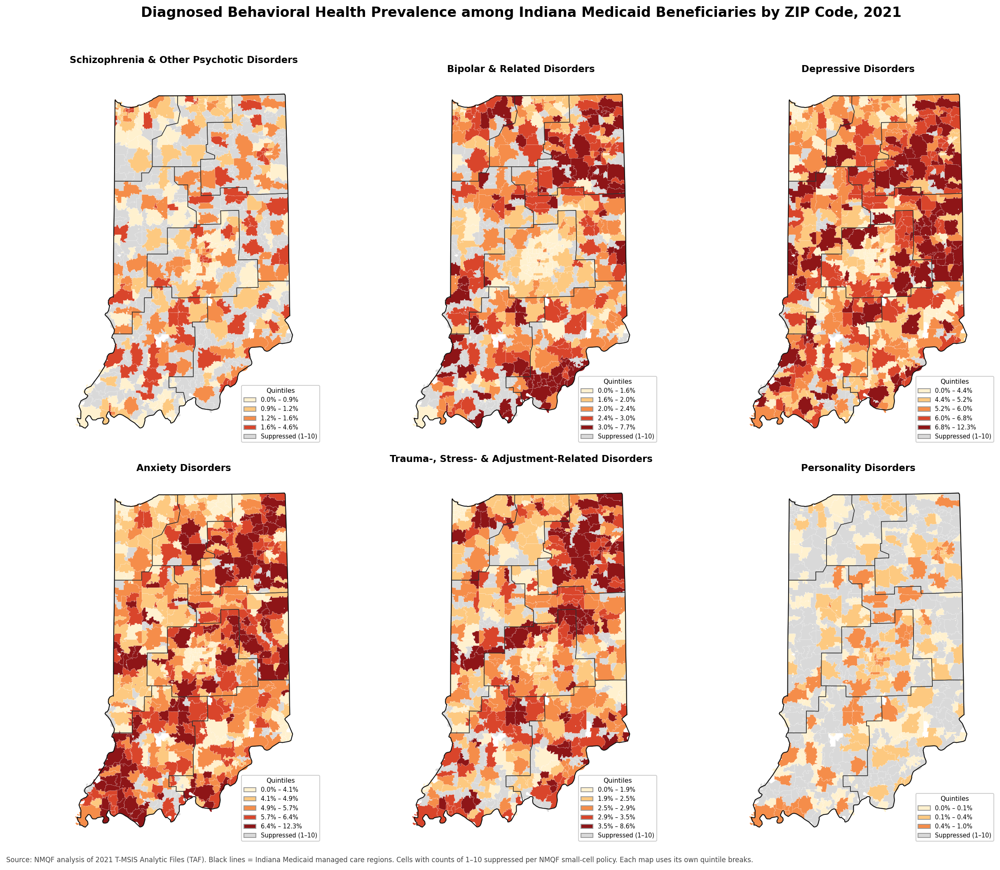 Diagnosed Behavioral Health Prevalence among Indiana Medicaid Beneficiaries by ZIP Code, 2021
Schizophrenia & Other Psychotic Disorders
Quintiles
0.0% – 0.9%
0.9% – 1.2%
1.2% – 1.6%
1.6% – 4.6%
Suppressed (1–10)
Bipolar & Related Disorders
Quintiles
0.0% – 1.6%
1.6% – 2.0%
2.0% – 2.4%
2.4% – 3.0%
3.0% – 7.7%
Suppressed (1–10)
Depressive Disorders
Quintiles
0.0% – 4.4%
4.4% – 5.2%
5.2% – 6.0%
6.0% – 6.8%
6.8% – 12.3%
Suppressed (1–10)
Anxiety Disorders
Quintiles
0.0% – 4.1%
4.1% – 4.9%
4.9% – 5.7%
5.7% – 6.4%
6.4% – 12.3%
Suppressed (1–10)
Trauma-, Stress- & Adjustment-Related Disorders
Quintiles
0.0% – 1.9%
1.9% – 2.5%
2.5% – 2.9%
2.9% – 3.5%
3.5% – 8.6%
Suppressed (1–10)
Personality Disorders
Quintiles
0.0% – 0.1%
0.1% – 0.4%
0.4% – 1.0%
Suppressed (1–10)
Source: NMQF analysis of 2021 T-MSIS Analytic Files (TAF). Black lines = Indiana Medicaid managed care regions. Cells with counts of 1–10 suppressed per NMQF small-cell policy. Each map uses its own quintile breaks.